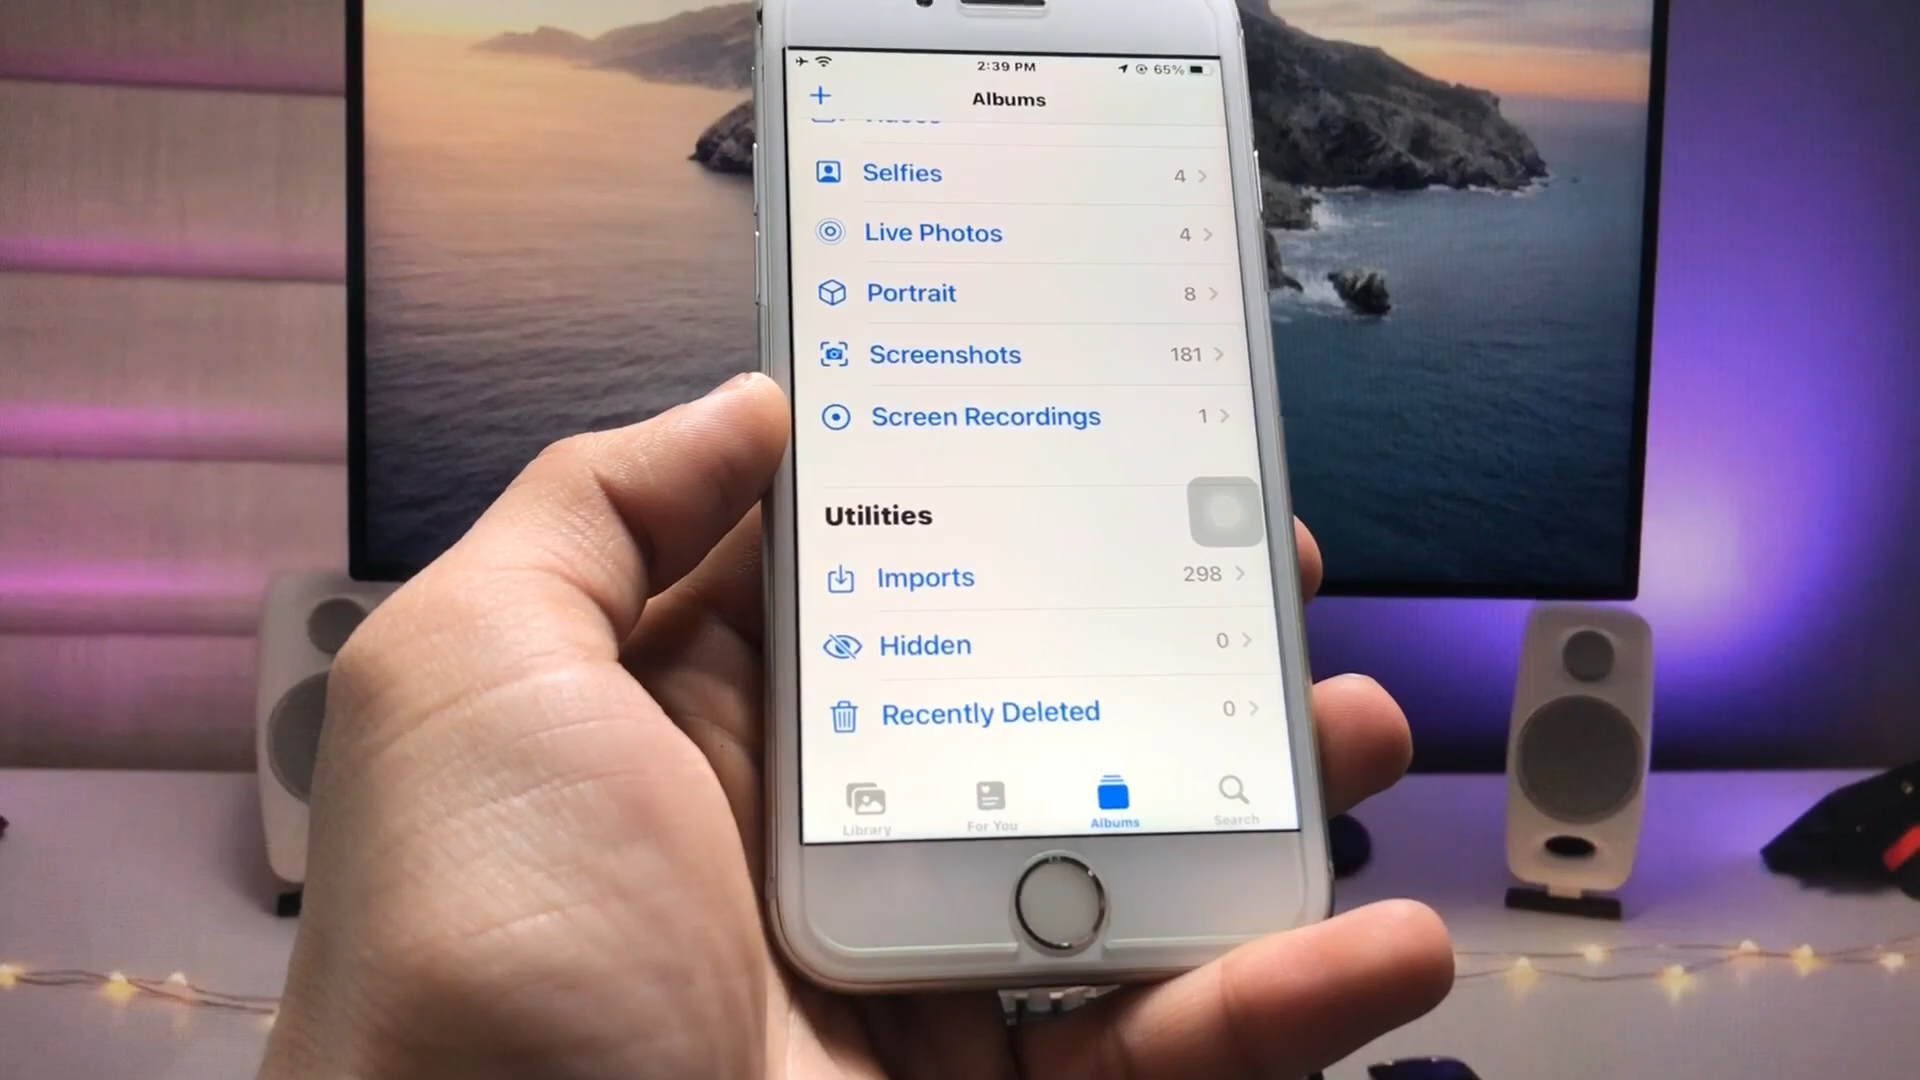 2:39 PM
65%
Albums
Selfies 4
Live Photos 4
Portrait 8
Screenshots 181
Screen Recordings 1
Utilities
Imports 298
Hidden 0
Recently Deleted 0
Library For You Albums Search